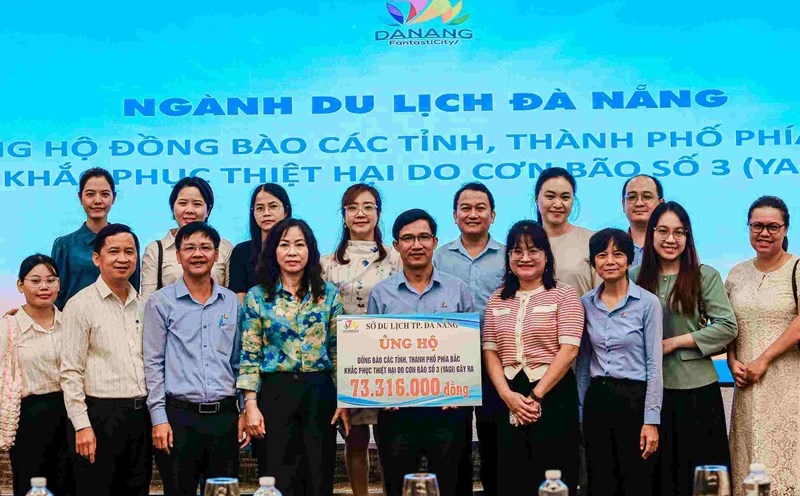 DANANG
FantastiCity!
NGÀNH DU LỊCH ĐÀ NẴNG
NG HỘ ĐỒNG BÀO CÁC TỈNH, THÀNH PHỐ PHÍA
KHẮC PHỤC THIỆT HẠI DO CƠN BÃO SỐ 3 (YAG
DANANG
SỞ DU LỊCH TP. ĐÀ NẴNG
ỦNG HỘ
ĐỒNG BÀO CÁC TỈNH, THÀNH PHỐ PHÍA BẮC
KHẮC PHỤC THIỆT HẠI DO CƠN BÃO SỐ 3 (YAGI) GÂY RA
73.316.000 đồng